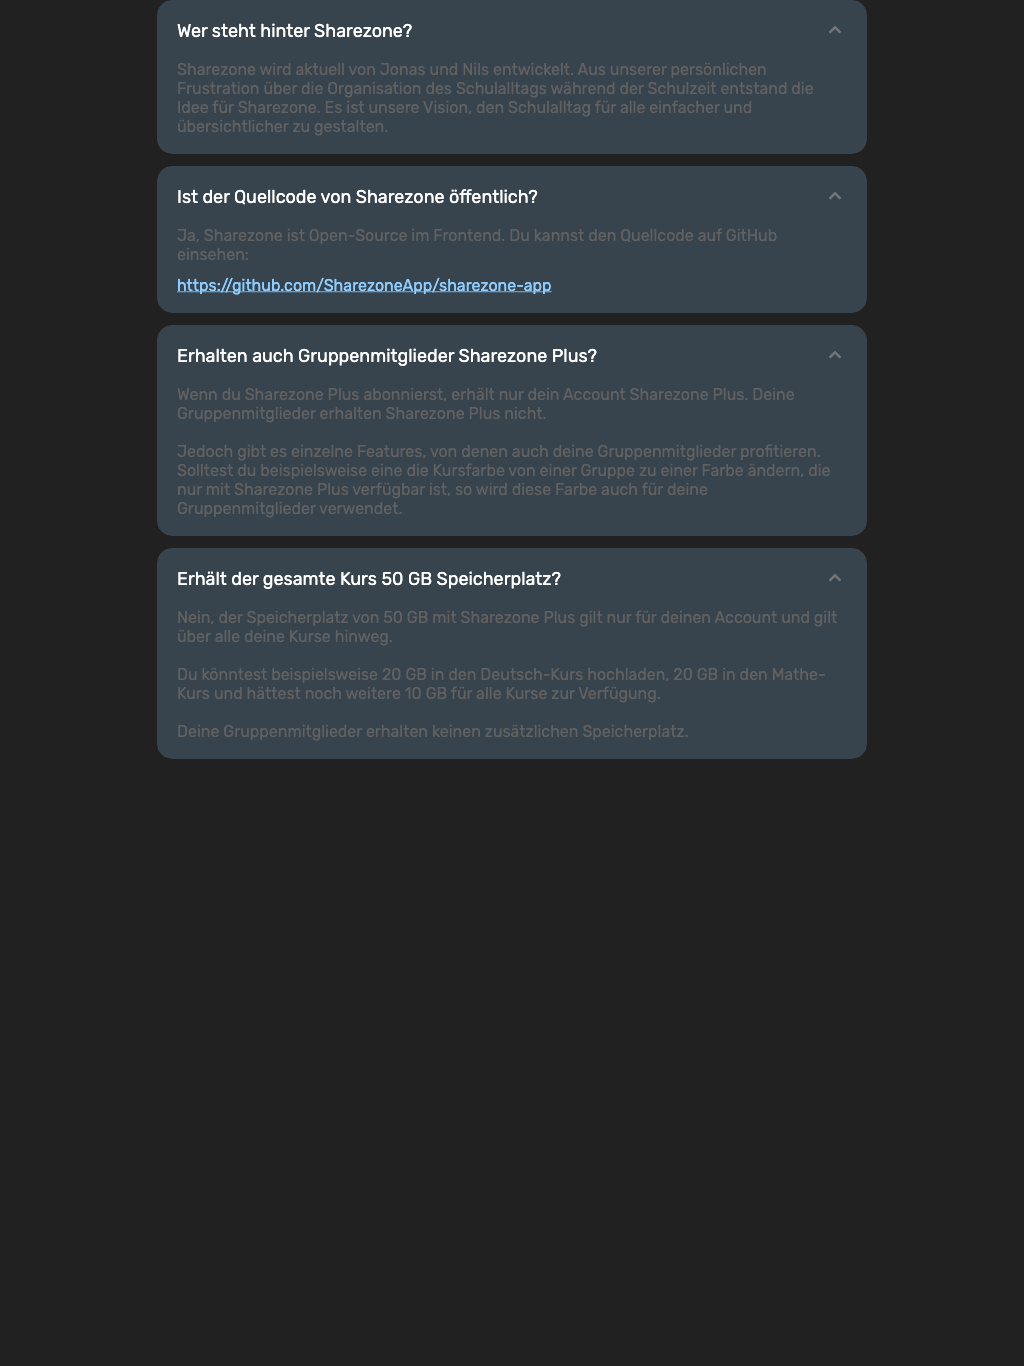 Wer steht hinter Sharezone?
Sharezone wird aktuell von Jonas und Nils entwickelt. Aus unserer persönlichen
Frustration über die Organisation des Schulalltags während der Schulzeit entstand die
Idee für Sharezone. Es ist unsere Vision, den Schulalltag für alle einfacher und
übersichtlicher zu gestalten.
Ist der Quellcode von Sharezone öffentlich?
Ja, Sharezone ist Open-Source im Frontend. Du kannst den Quellcode auf GitHub
einsehen:
https://github.com/SharezoneApp/sharezone-app
Erhalten auch Gruppenmitglieder Sharezone Plus?
Wenn du Sharezone Plus abonnierst, erhält nur dein Account Sharezone Plus. Deine
Gruppenmitglieder erhalten Sharezone Plus nicht.
Jedoch gibt es einzelne Features, von denen auch deine Gruppenmitglieder profitieren.
Solltest du beispielsweise eine die Kursfarbe von einer Gruppe zu einer Farbe ändern, die
nur mit Sharezone Plus verfügbar ist, so wird diese Farbe auch für deine
Gruppenmitglieder verwendet.
Erhält der gesamte Kurs 50 GB Speicherplatz?
Nein, der Speicherplatz von 50 GB mit Sharezone Plus gilt nur für deinen Account und gilt
über alle deine Kurse hinweg.
Du könntest beispielsweise 20 GB in den Deutsch-Kurs hochladen, 20 GB in den Mathe-
Kurs und hättest noch weitere 10 GB für alle Kurse zur Verfügung.
Deine Gruppenmitglieder erhalten keinen zusätzlichen Speicherplatz.